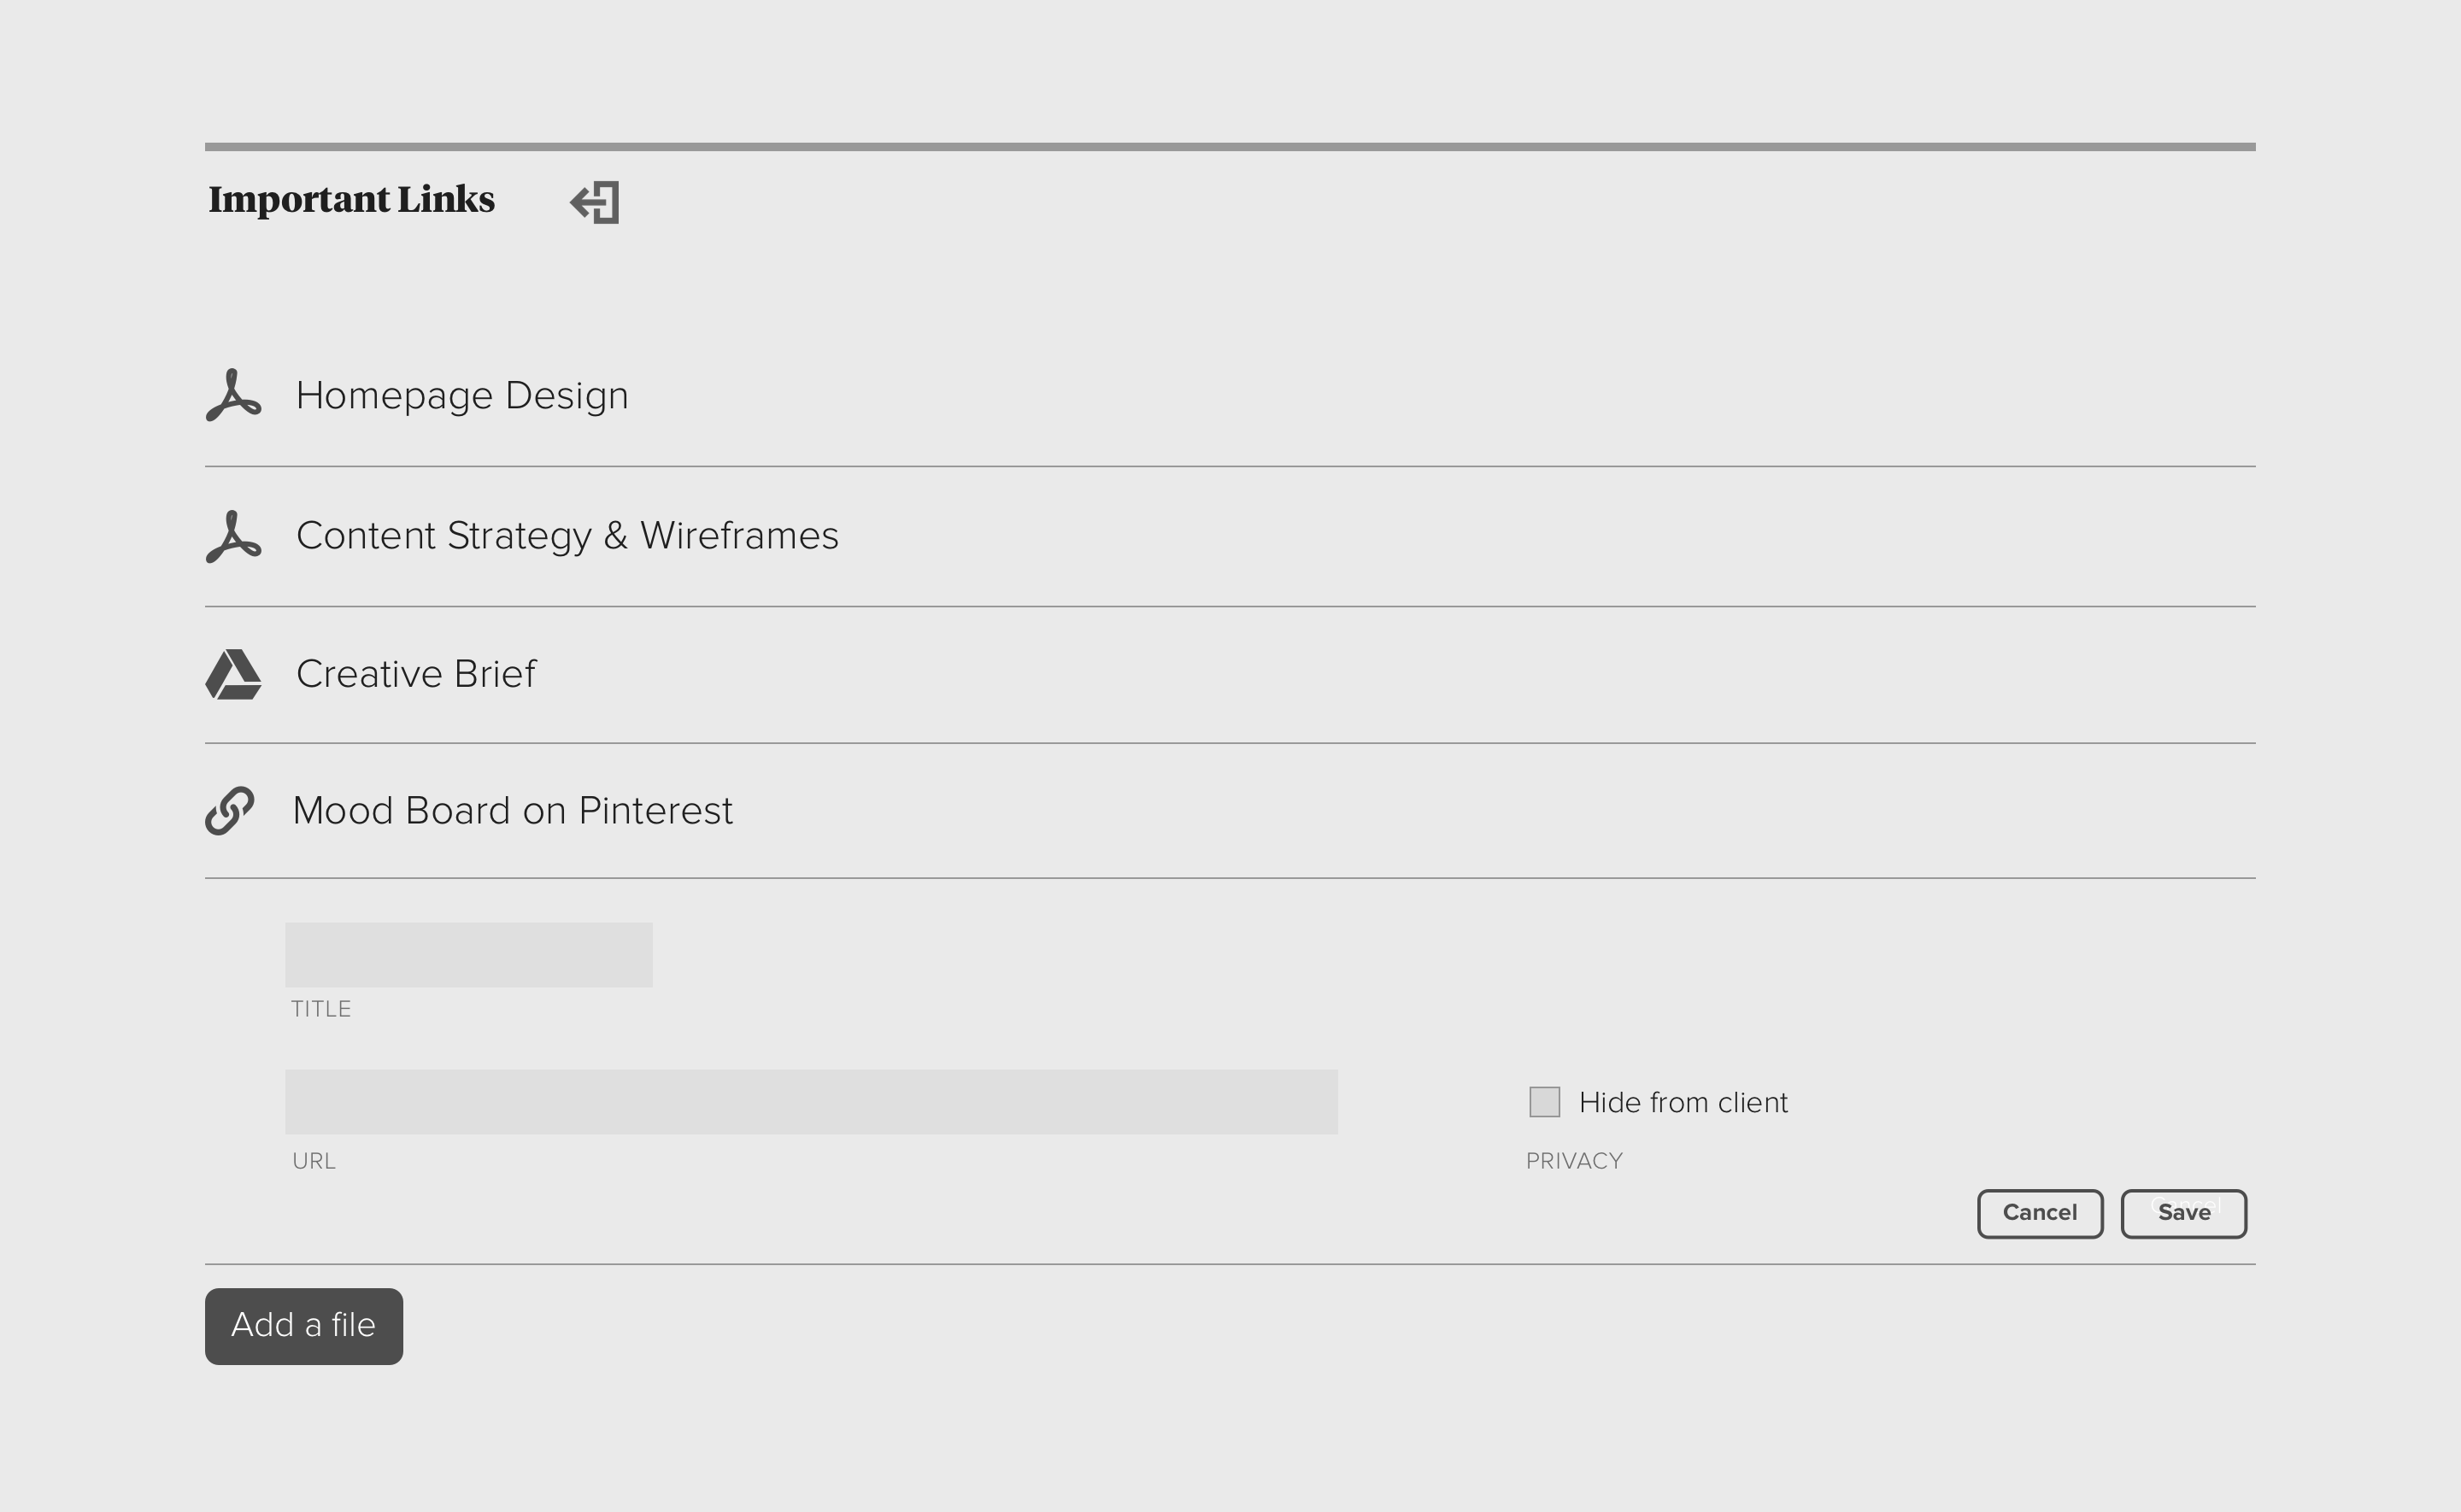 Important Links
Homepage Design
Content Strategy & Wireframes
Creative Brief
Mood Board on Pinterest
TITLE
Hide from client
URL
PRIVACY
Cancel
Cancel
Save
Add a file